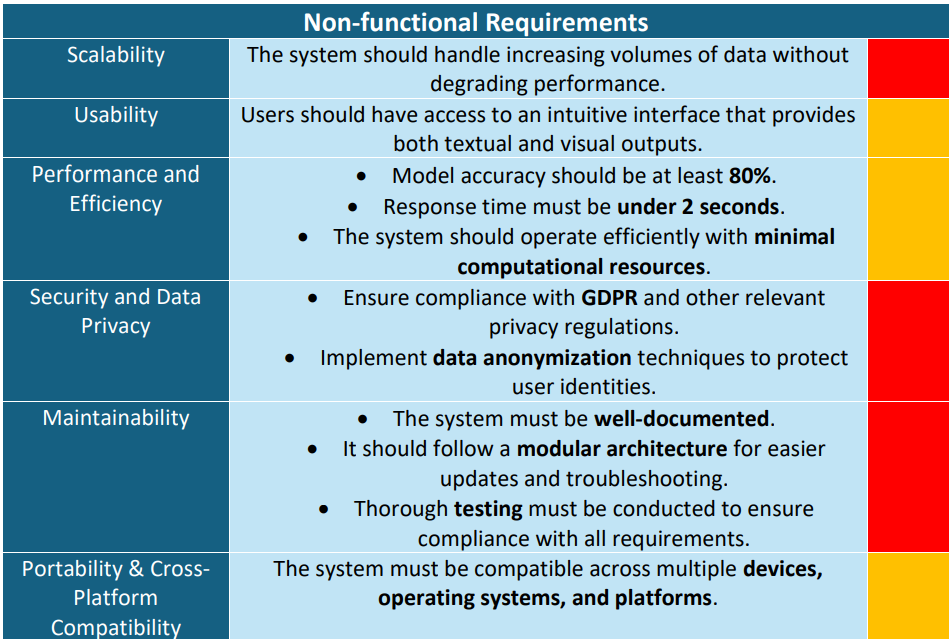 Non-functional Requirements
Scalability
The system should handle increasing volumes of data without
degrading performance.
Usability
Users should have access to an intuitive interface that provides
both textual and visual outputs.
Performance and
Efficiency
• Model accuracy should be at least 80%.
• Response time must be under 2 seconds.
• The system should operate efficiently with minimal
computational resources.
Security and Data
Privacy
• Ensure compliance with GDPR and other relevant
privacy regulations.
• Implement data anonymization techniques to protect
user identities.
Maintainability
• The system must be well-documented.
• It should follow a modular architecture for easier
updates and troubleshooting.
• Thorough testing must be conducted to ensure
compliance with all requirements.
Portability & Cross-
Platform
Compatibility
The system must be compatible across multiple devices,
operating systems, and platforms.